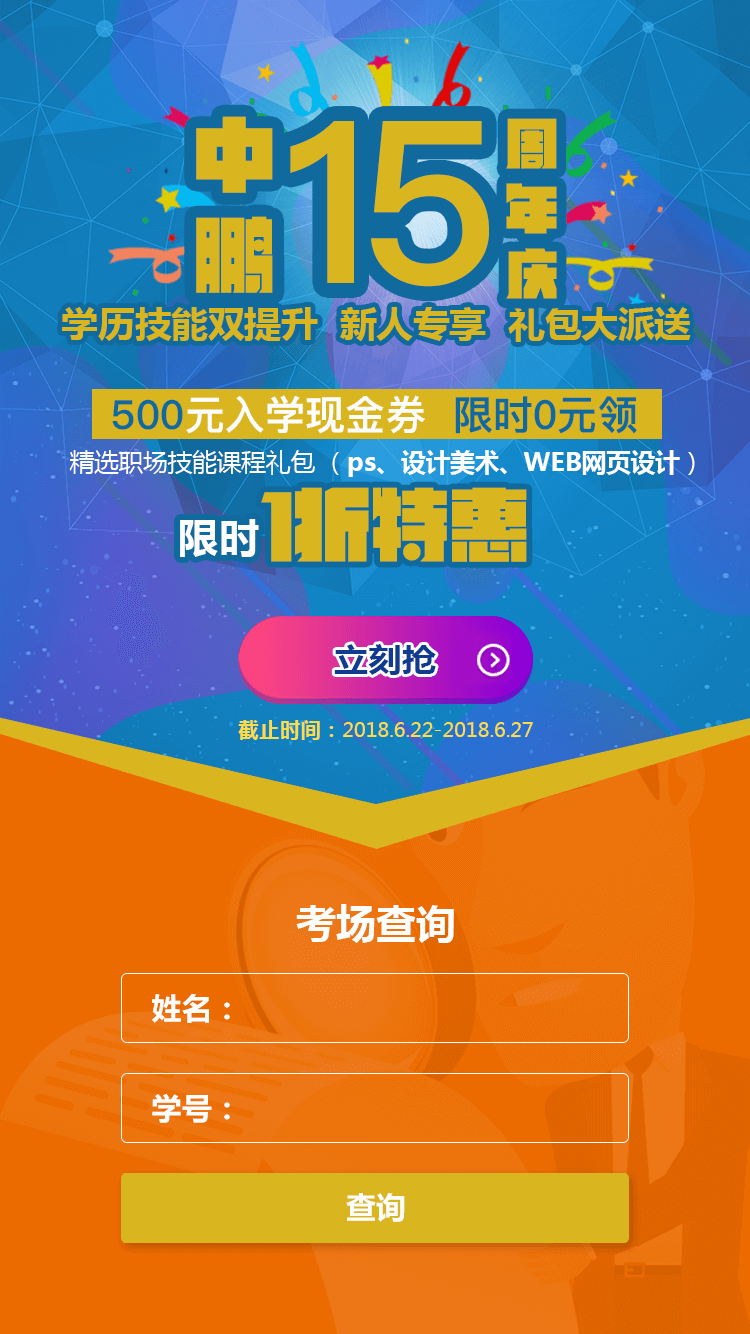 中鹏15周年庆
学历技能双提升 新人专享 礼包大派送
500元入学现金券 限时0元领
精选职场技能课程礼包（ps、设计美术、WEB网页设计）
限时1折特惠
立刻抢
截止时间：2018.6.22-2018.6.27
考场查询
姓名：
学号：
查询